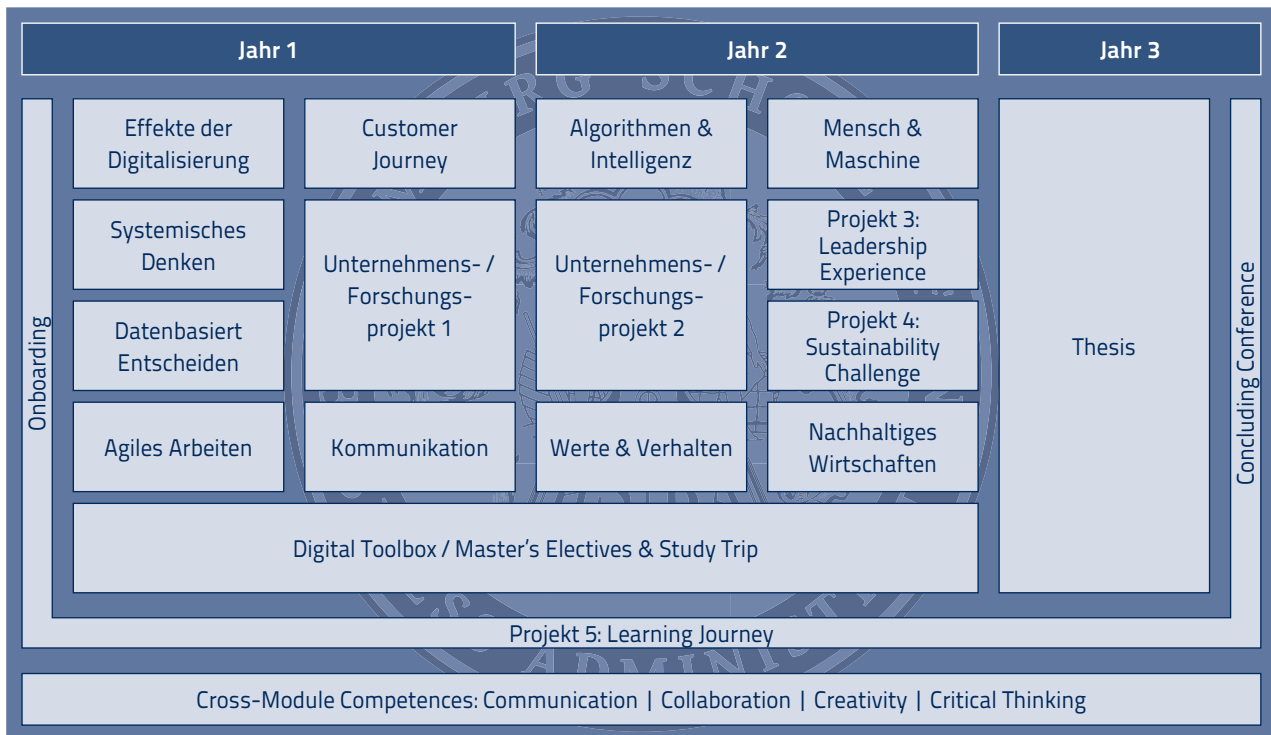 Jahr 1
Jahr 2
Jahr 3
Onboarding
Effekte der
Digitalisierung
Customer
Journey
Algorithmen &
Intelligenz
Mensch &
Maschine
Systemisches
Denken
Unternehmens- /
Forschungs-
projekt 1
Unternehmens- /
Forschungs-
projekt 2
Projekt 3:
Leadership
Experience
Datenbasiert
Entscheiden
Projekt 4:
Sustainability
Challenge
Thesis
Concluding Conference
Agiles Arbeiten
Kommunikation
Werte & Verhalten
Nachhaltiges
Wirtschaften
Digital Toolbox / Master's Electives & Study Trip
Projekt 5: Learning Journey
Cross-Module Competences: Communication | Collaboration | Creativity | Critical Thinking